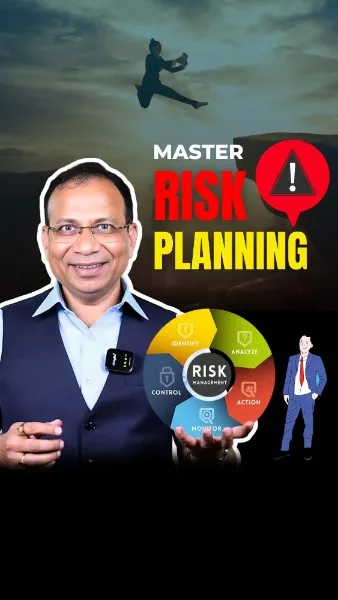 MASTER
RISK
!
PLANNING
IDENTIFY
ANALYZE
RISK
MANAGEMENT
CONTROL
ACTION
MONITOR